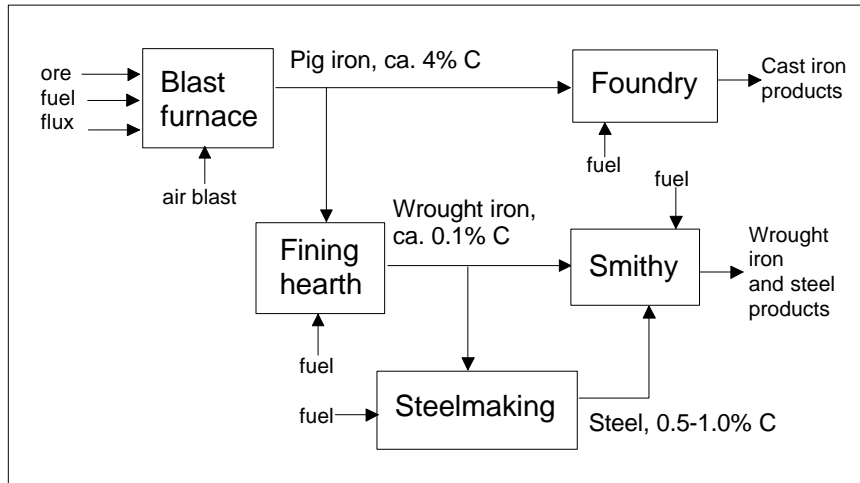 ore
fuel
flux
Blast
furnace
air blast
Pig iron, ca. 4% C
Foundry
fuel
Cast iron
products
Fining
hearth
fuel
Wrought iron,
ca. 0.1% C
fuel
Smithy
Wrought
iron
and steel
products
fuel
Steelmaking
Steel, 0.5-1.0% C